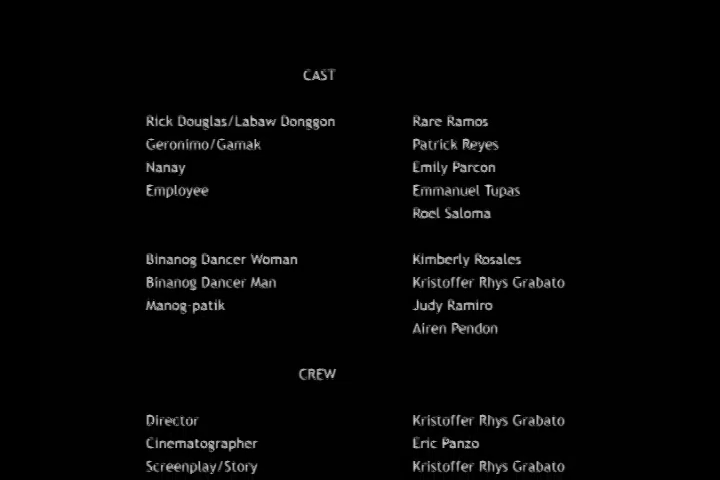 CAST
Rick Douglas/Labaw Donggon Rare Ramos
Geronimo/Gamak Patrick Reyes
Nanay Emily Parcon
Employee Emmanuel Tupas
Roel Saloma
Binanog Dancer Woman Kimberly Rosales
Binanog Dancer Man Kristoffer Rhys Grabato
Manog-patik Judy Ramiro
Airen Pendon
CREW
Director Kristoffer Rhys Grabato
Cinematographer Eric Panzo
Screenplay/Story Kristoffer Rhys Grabato